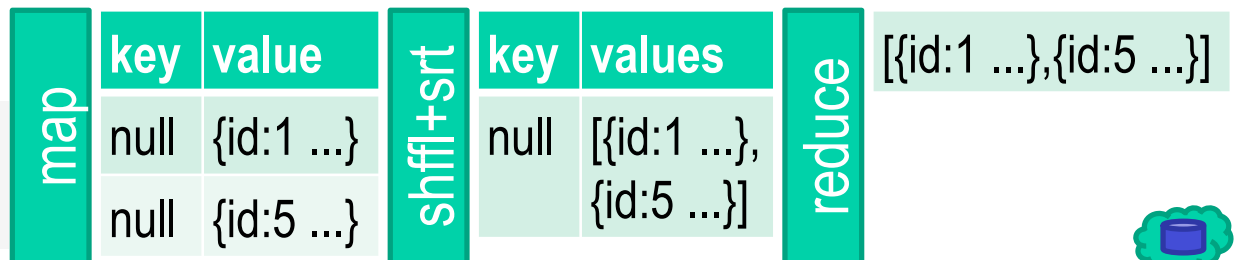 map
key value
null {id:1 ...}
null {id:5 ...}
shffl+srt
key values
null [{id:1 ...},
{id:5 ...}]
reduce
[{id:1 ...},{id:5 ...}]